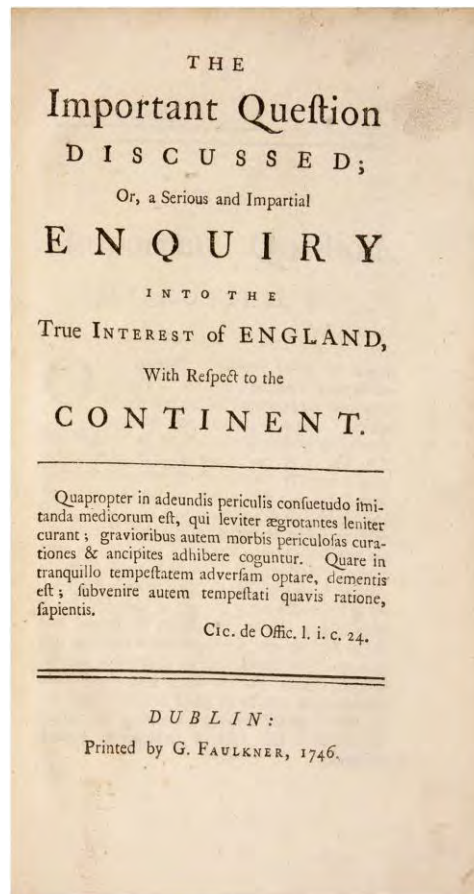 THE
Important Queſtion
DISCUSSED;
Or, a Serious and Impartial
ENQUIRY
INTO THE
True INTEREST of ENGLAND,
With Reſpect to the
CONTINENT.
Quapropter in adeundis periculis conſuetudo imi-
tanda medicorum eſt, qui leviter ægrotantes leniter
curant; gravioribus autem morbis periculoſas cura-
tiones & ancipites adhibere coguntur. Quare in
tranquillo tempeſtatem adverſam optare, dementis
eſt; ſubvenire autem tempeſtati quavis ratione,
ſapientis.
CIC. de Offic. l. i. c. 24.
DUBLIN:
Printed by G. FAULKNER, 1746.